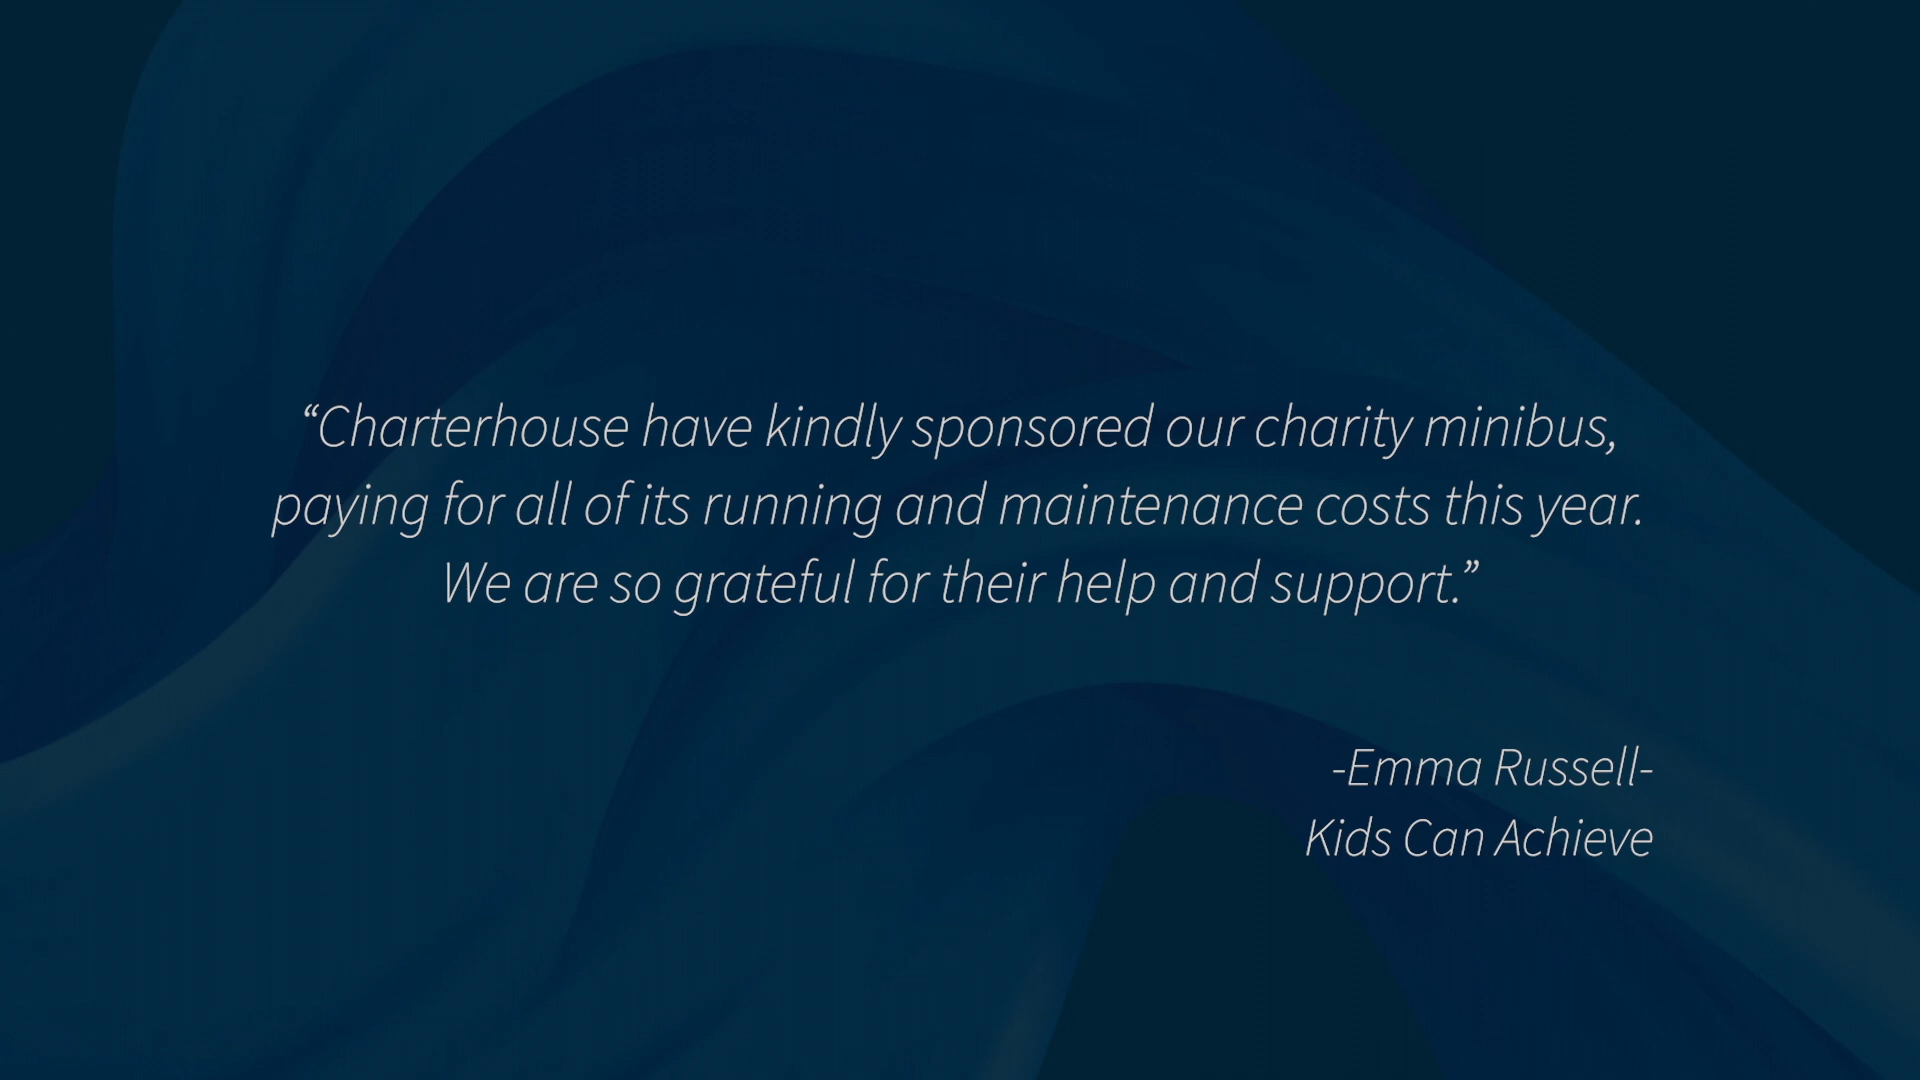 “Charterhouse have kindly sponsored our charity minibus,
paying for all of its running and maintenance costs this year.
We are so grateful for their help and support.”
-Emma Russell-
Kids Can Achieve